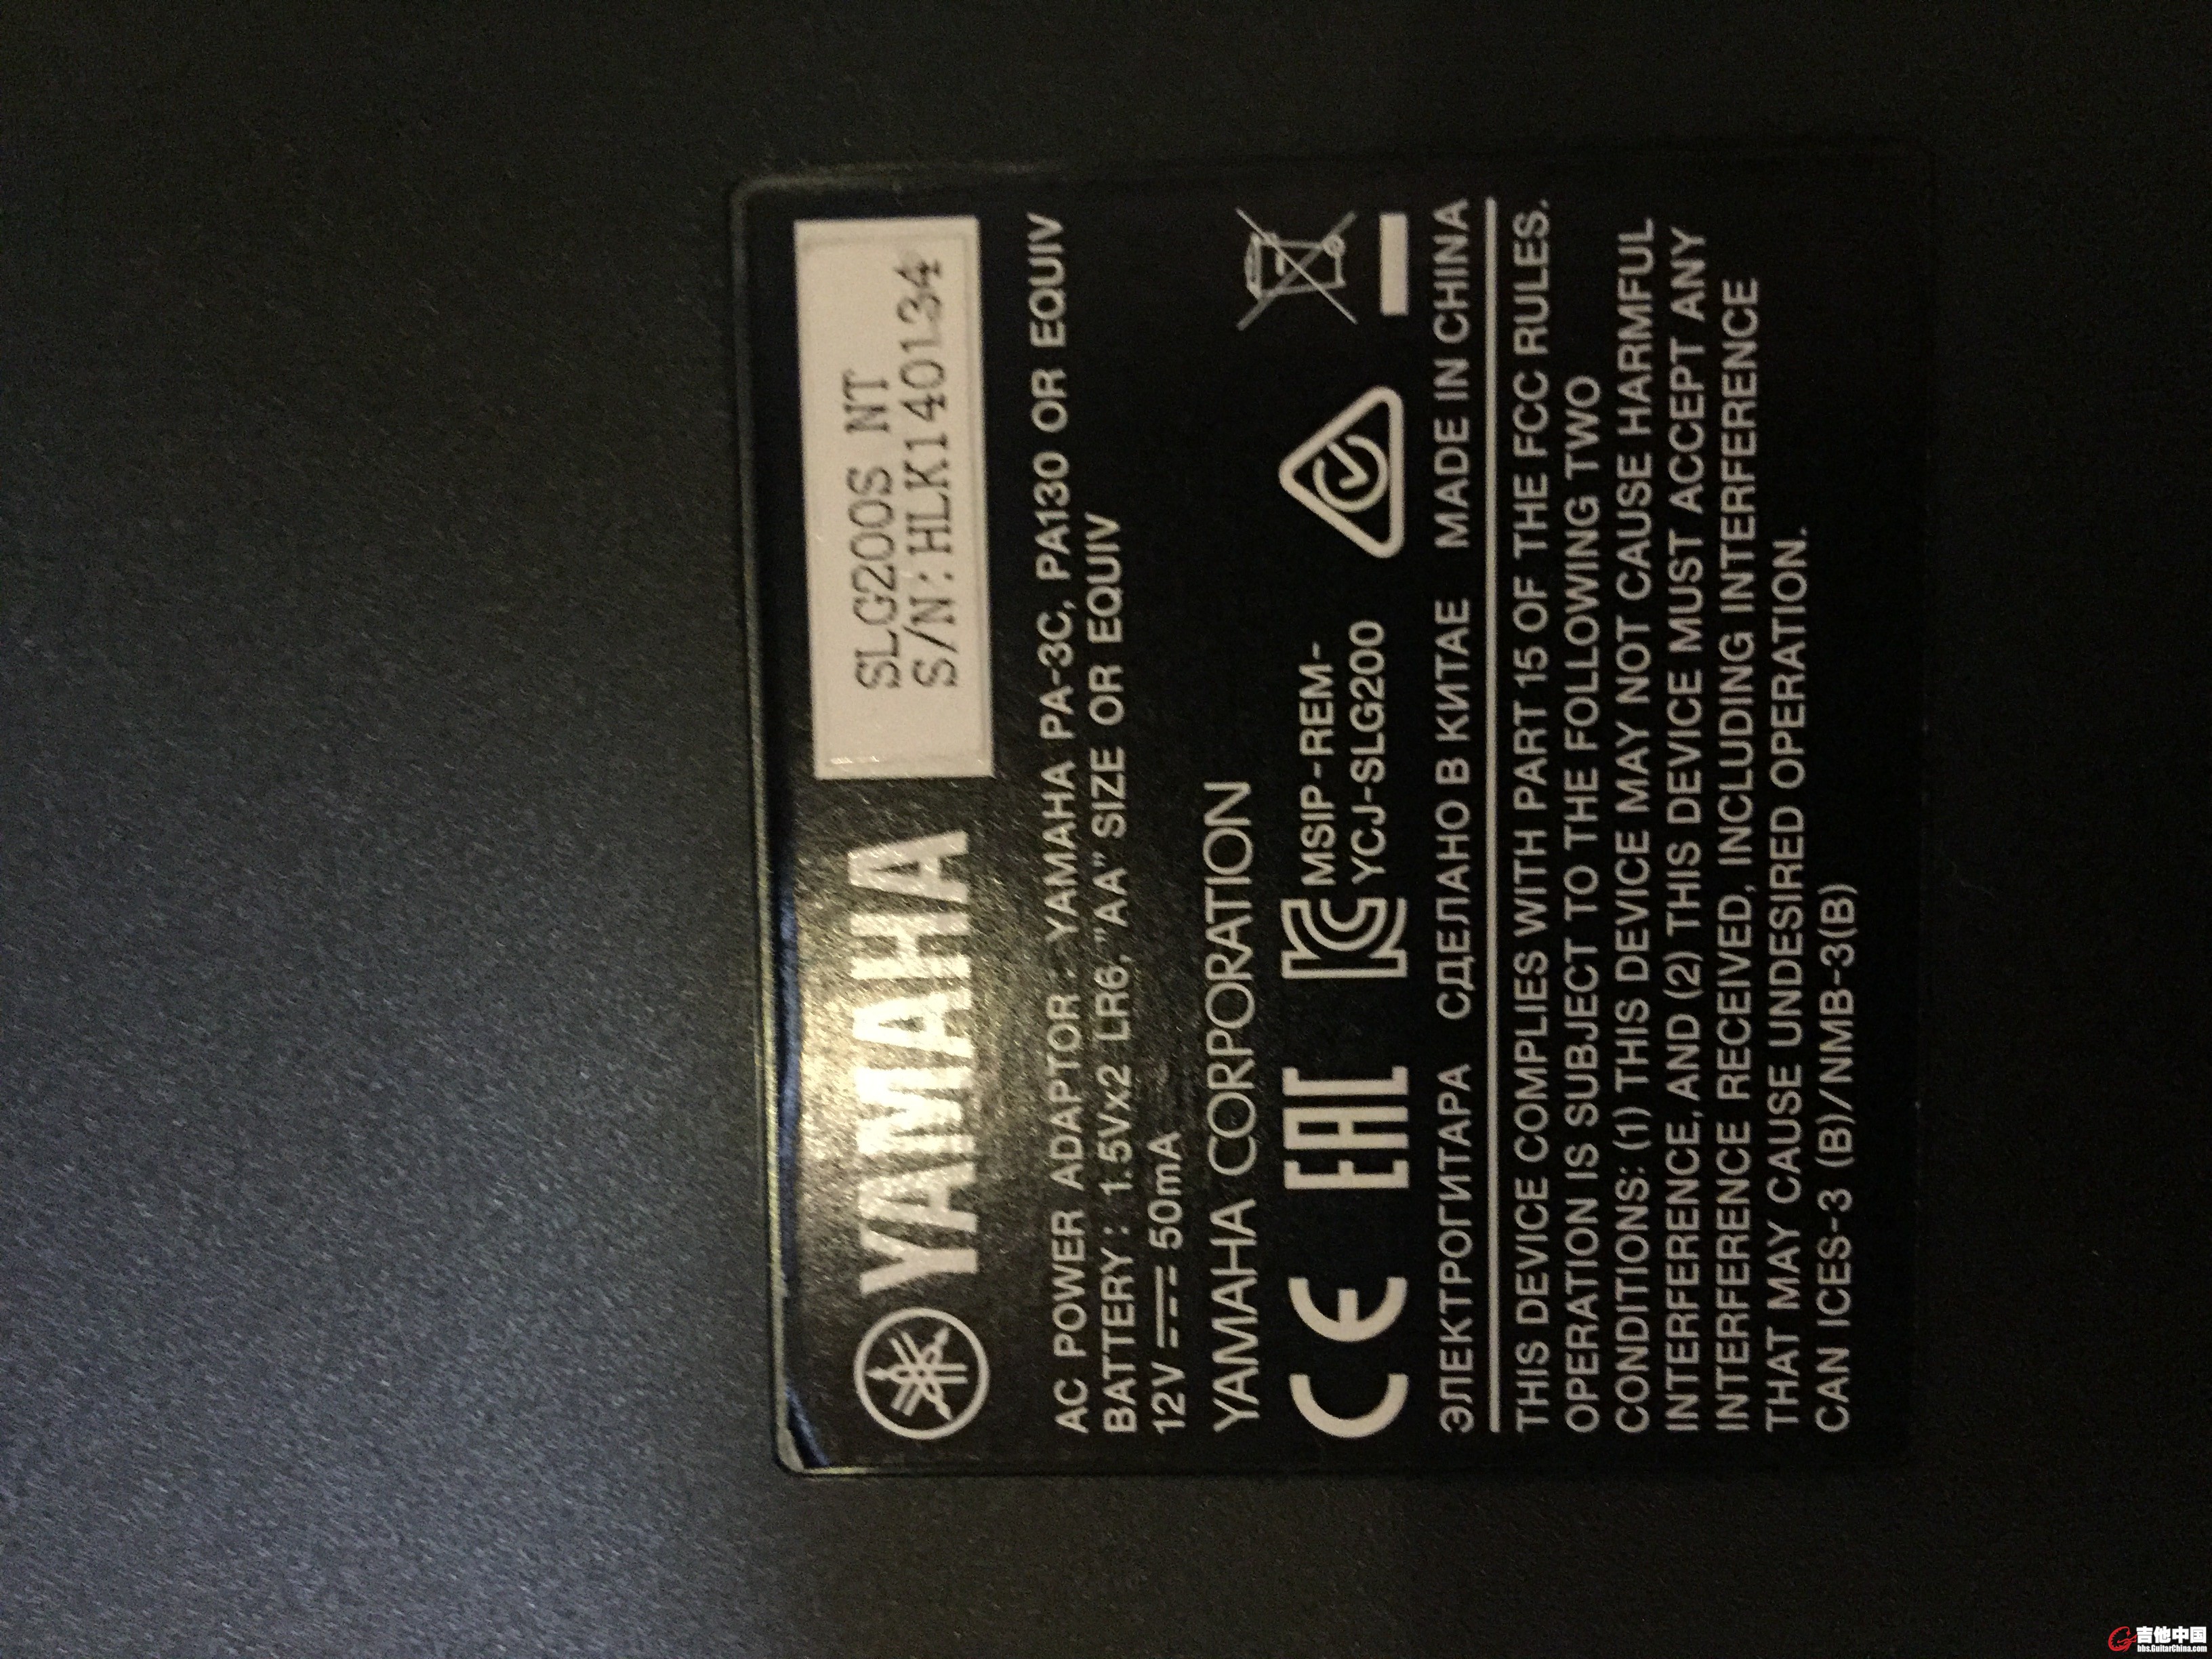 YAMAHA
SLG200S NT
S/N:HLK1401134
AC POWER ADAPTOR : YAMAHA PA-3C, PA130 OR EQUIV
BATTERY : 1.5Vx2 LR6,"AA" SIZE OR EQUIV
12V 50mA
YAMAHA CORPORATION
CE EAC KC MSIP-REM-
YCJ-SLG200
ЭЛЕКТРОГИТАРА СДЕЛАНО В КИТАЕ MADE IN CHINA
THIS DEVICE COMPLIES WITH PART 15 OF THE FCC RULES.
OPERATION IS SUBJECT TO THE FOLLOWING TWO
CONDITIONS: (1) THIS DEVICE MAY NOT CAUSE HARMFUL
INTERFERENCE, AND (2) THIS DEVICE MUST ACCEPT ANY
INTERFERENCE RECEIVED, INCLUDING INTERFERENCE
THAT MAY CAUSE UNDESIRED OPERATION.
CAN ICES-3 (B)/NMB-3(B)
吉他中国
bbs.GuitarChina.com